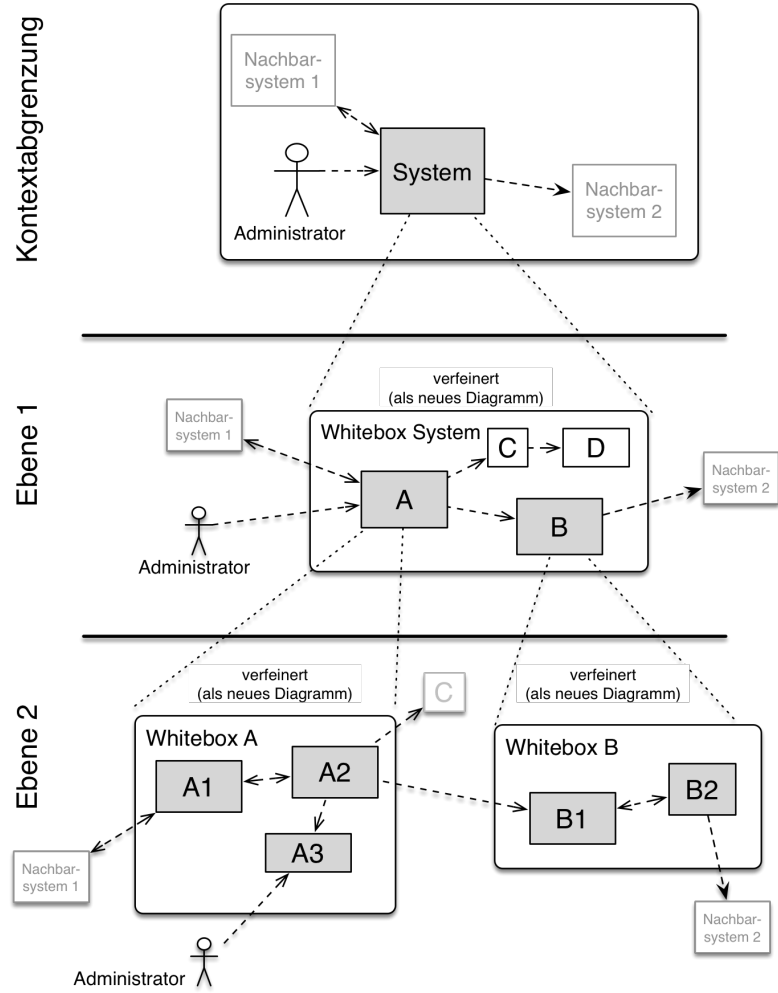 Kontextabgrenzung
Nachbar-
system 1
System
Nachbar-
system 2
Administrator
Ebene 1
verfeinert
(als neues Diagramm)
Nachbar-
system 1
Whitebox System
C
D
A
B
Nachbar-
system 2
Administrator
Ebene 2
verfeinert
(als neues Diagramm)
C
verfeinert
(als neues Diagramm)
Whitebox A
A1
A2
A3
Whitebox B
B1
B2
Nachbar-
system 1
Nachbar-
system 2
Administrator